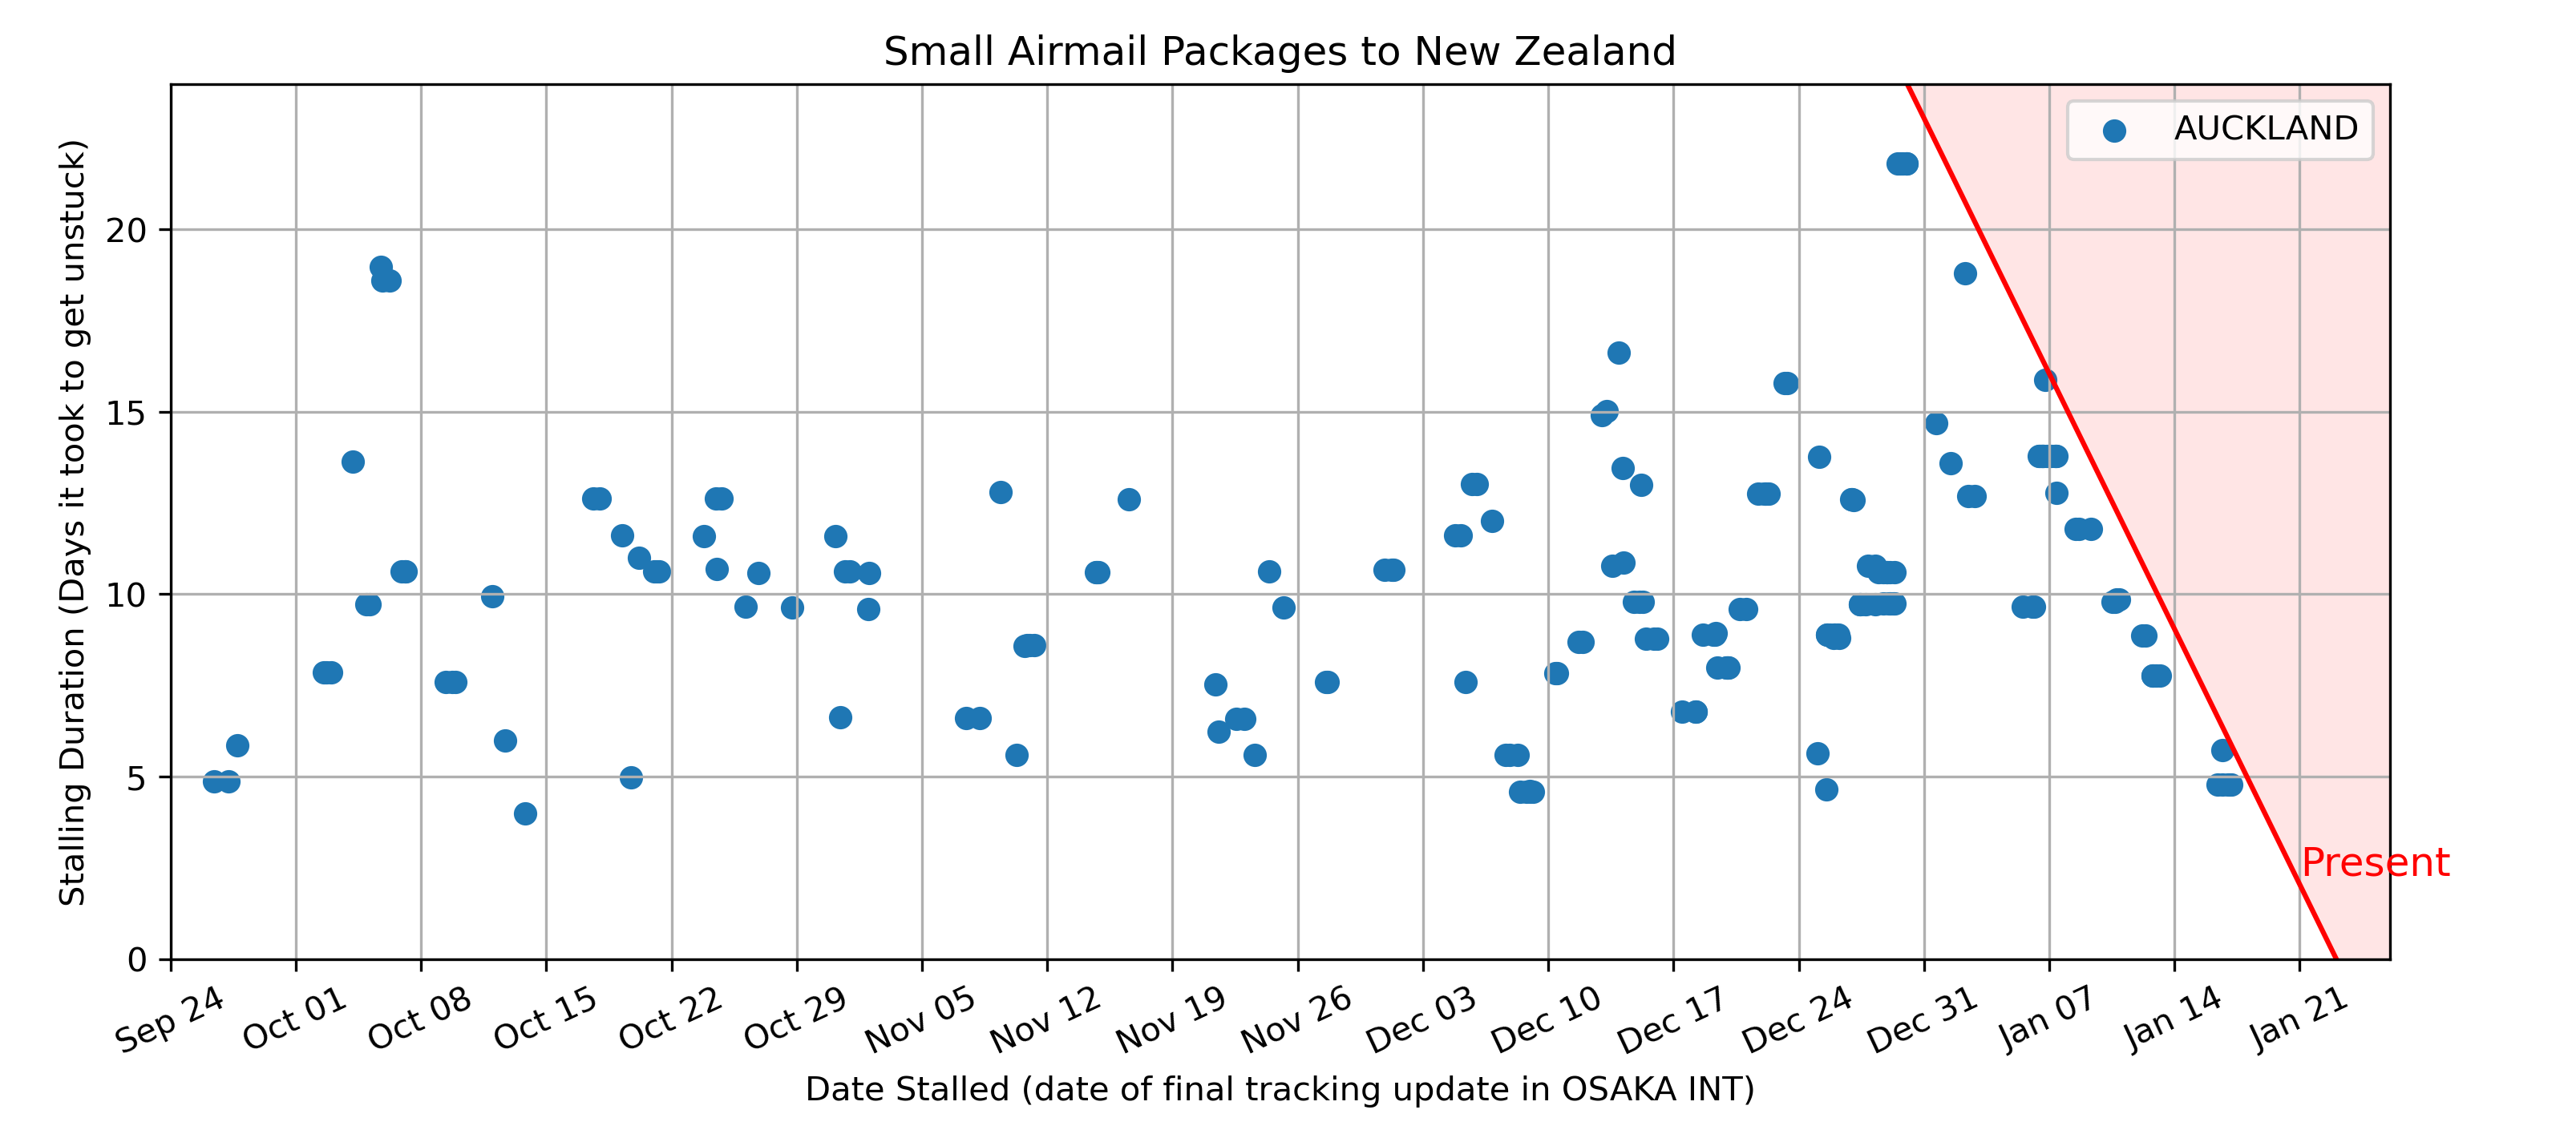 Small Airmail Packages to New Zealand
AUCKLAND
Stalling Duration (Days it took to get unstuck)
20
15
10
5
0
Present
Sep 24
Oct 01
Oct 08
Oct 15
Oct 22
Oct 29
Nov 05
Nov 12
Nov 19
Nov 26
Dec 03
Dec 10
Dec 17
Dec 24
Dec 31
Jan 07
Jan 14
Jan 21
Date Stalled (date of final tracking update in OSAKA INT)